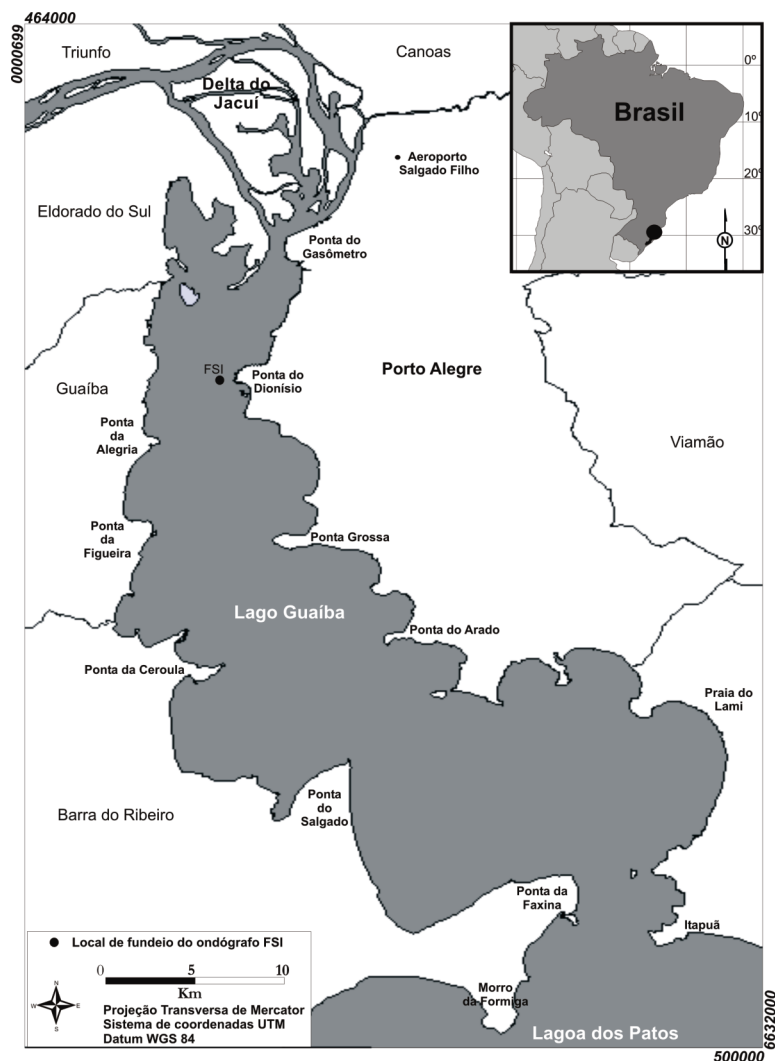 464000
0000699
Triunfo
Canoas
Delta do
Jacuí
Aeroporto
Salgado Filho
Eldorado do Sul
Ponta do
Gasômetro
Brasil
0º
10º
20º
30º
N
FSI
Ponta do
Dionísio
Porto Alegre
Guaíba
Ponta
da
Alegria
Viamão
Ponta
da
Figueira
Ponta Grossa
Lago Guaíba
Ponta do Arado
Ponta da Ceroula
Praia do
Lami
Ponta
do
Salgado
Barra do Ribeiro
Ponta da
Faxina
Itapuã
Morro
da Formiga
Lagoa dos Patos
Local de fundeio do ondógrafo FSI
0 5 10
Km
N
W E
S
Projeção Transversa de Mercator
Sistema de coordenadas UTM
Datum WGS 84
6632000
500000